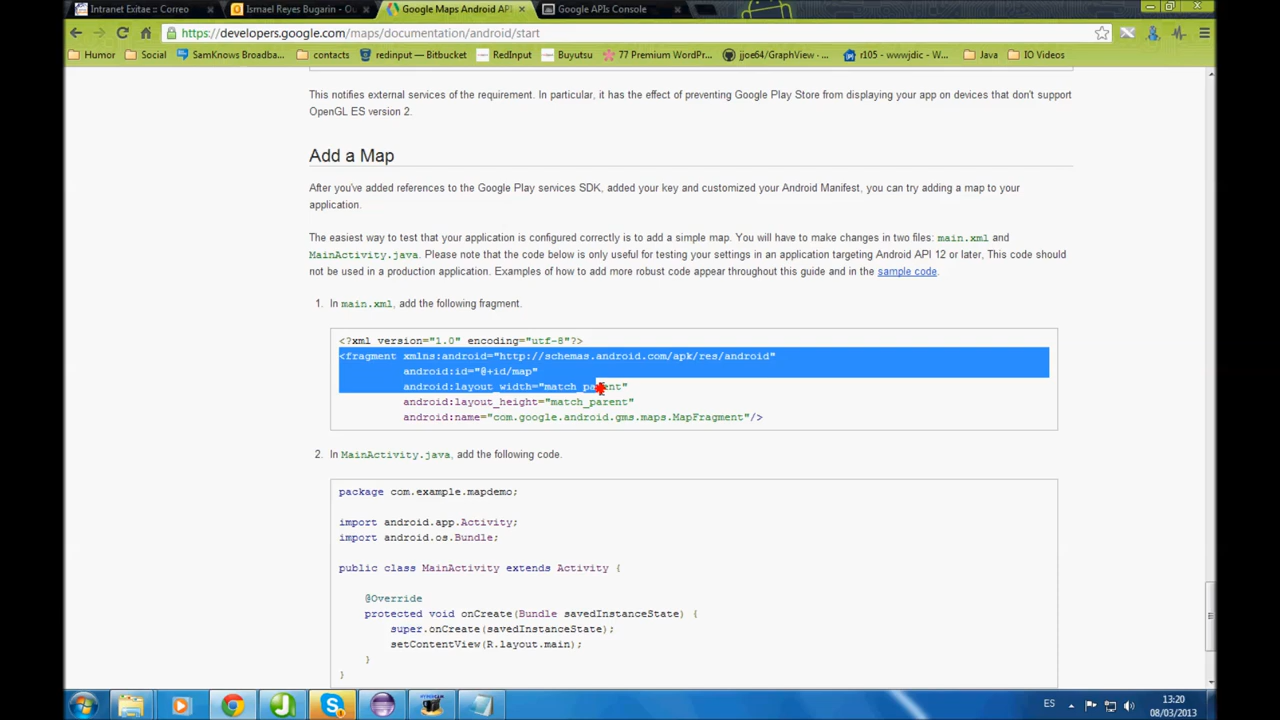 Intranet Exitae :: Correo
Ismael Reyes Bugarin - Ou
Google Maps Android API
Google APIs Console
https://developers.google.com/maps/documentation/android/start
Humor
Social
SamKnows Broadba...
contacts
redinput — Bitbucket
RedInput
Buyutsu
77 Premium WordPr...
jjoe64/GraphView · ...
r105 - wwwjdic - W...
Java
IO Videos
This notifies external services of the requirement. In particular, it has the effect of preventing Google Play Store from displaying your app on devices that don't support
OpenGL ES version 2.
Add a Map
After you've added references to the Google Play services SDK, added your key and customized your Android Manifest, you can try adding a map to your
application.
The easiest way to test that your application is configured correctly is to add a simple map. You will have to make changes in two files: main.xml and
MainActivity.java. Please note that the code below is only useful for testing your settings in an application targeting Android API 12 or later, This code should
not be used in a production application. Examples of how to add more robust code appear throughout this guide and in the sample code.
1. In main.xml, add the following fragment.
<?xml version="1.0" encoding="utf-8"?>
<fragment xmlns:android="http://schemas.android.com/apk/res/android"
android:id="@+id/map"
android:layout_width="match_parent"
android:layout_height="match_parent"
android:name="com.google.android.gms.maps.MapFragment"/>
2. In MainActivity.java, add the following code.
package com.example.mapdemo;
import android.app.Activity;
import android.os.Bundle;
public class MainActivity extends Activity {
@Override
protected void onCreate(Bundle savedInstanceState) {
super.onCreate(savedInstanceState);
setContentView(R.layout.main);
}
}
ES
13:20
08/03/2013